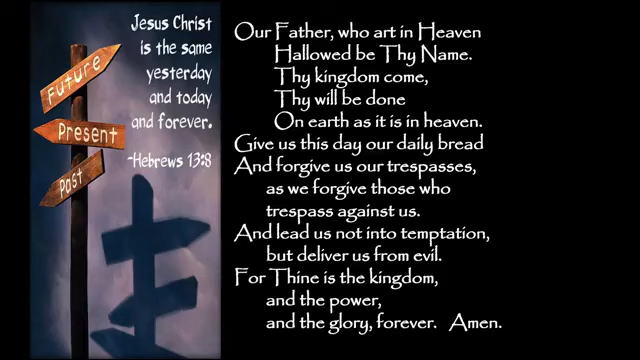 Jesus Christ
is the same
yesterday
and today
and forever.
-Hebrews 13:8
Future
Present
Past
Our Father, who art in Heaven
Hallowed be Thy Name.
Thy kingdom come,
Thy will be done
On earth as it is in heaven.
Give us this day our daily bread
And forgive us our trespasses,
as we forgive those who
trespass against us.
And lead us not into temptation,
but deliver us from evil.
For Thine is the kingdom,
and the power,
and the glory, forever. Amen.